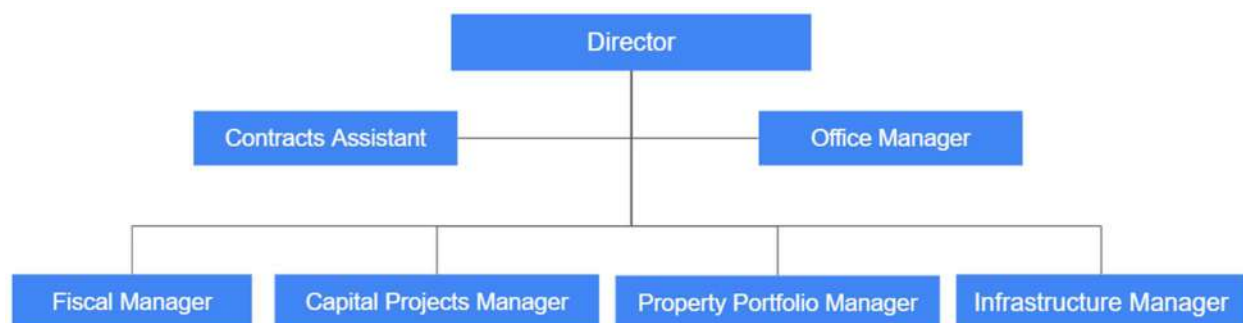 Director
Contracts Assistant
Office Manager
Fiscal Manager
Capital Projects Manager
Property Portfolio Manager
Infrastructure Manager